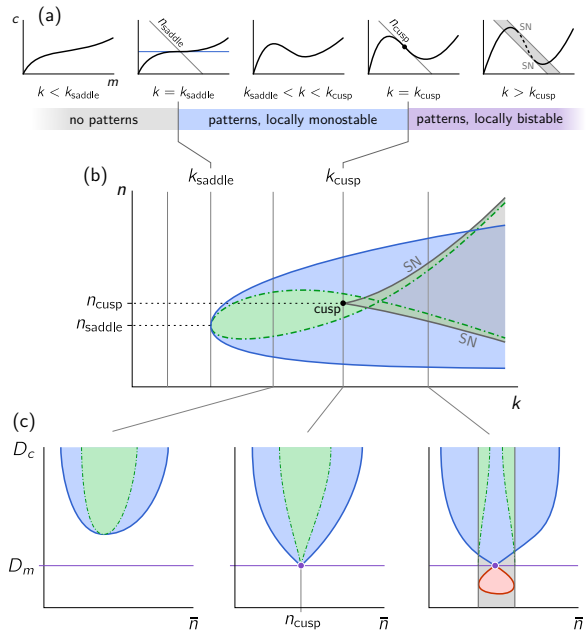 (a)
c
m
n_saddle
n_cusp
SN
SN
k < k_saddle
k = k_saddle
k_saddle < k < k_cusp
k = k_cusp
k > k_cusp
no patterns
patterns, locally monostable
patterns, locally bistable
k_saddle
k_cusp
(b)
n
n_cusp
n_saddle
cusp
SN
SN
k
(c)
D_c
D_m
n̅
n_cusp
n̅
n̅